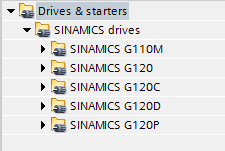 Drives & starters
SINAMICS drives
SINAMICS G110M
SINAMICS G120
SINAMICS G120C
SINAMICS G120D
SINAMICS G120P